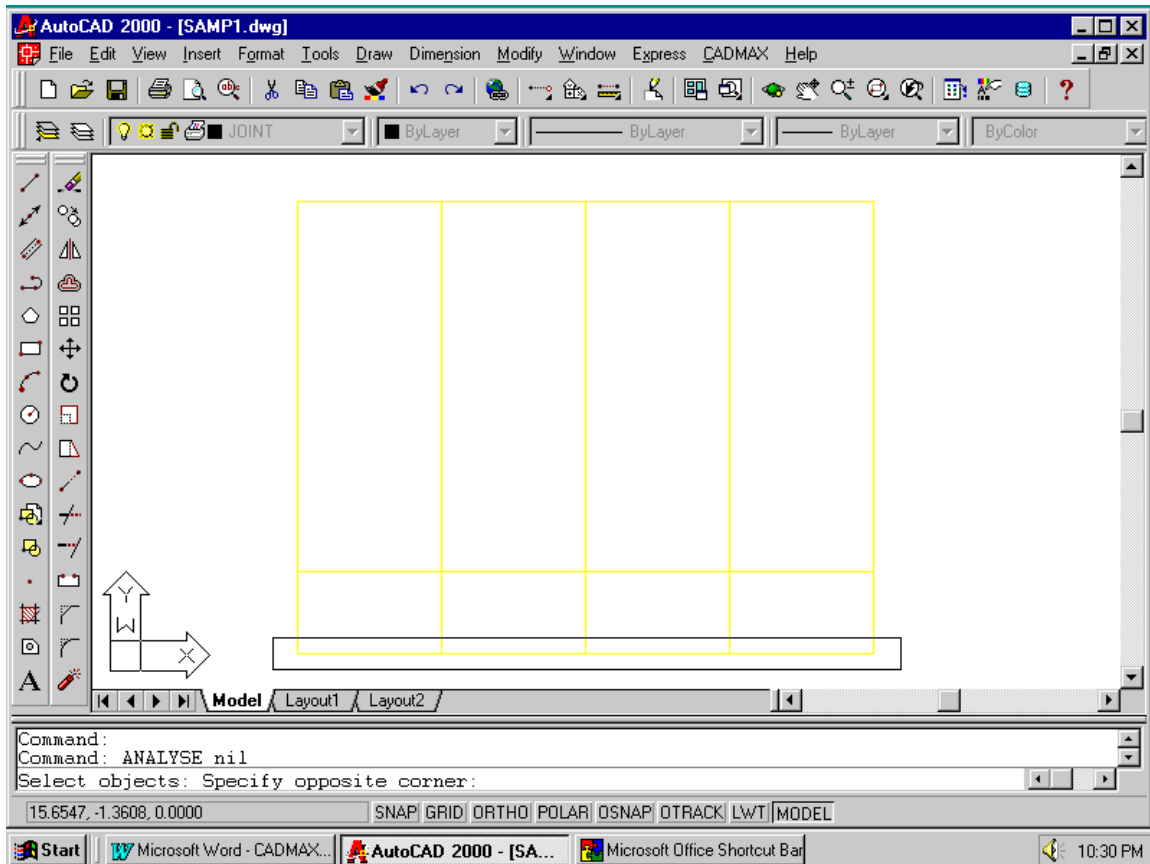 AutoCAD 2000 - [SAMP1.dwg]
File Edit View Insert Format Tools Draw Dimension Modify Window Express CADMAX Help
JOINT ByLayer ByLayer ByLayer ByColor
Y
W
X
A
Model Layout1 Layout2
Command:
Command: ANALYSE nil
Select objects: Specify opposite corner:
15.6547, -1.3608, 0.0000 SNAP GRID ORTHO POLAR OSNAP OTRACK LWT MODEL
Start Microsoft Word - CADMAX... AutoCAD 2000 - [SA... Microsoft Office Shortcut Bar 10:30 PM